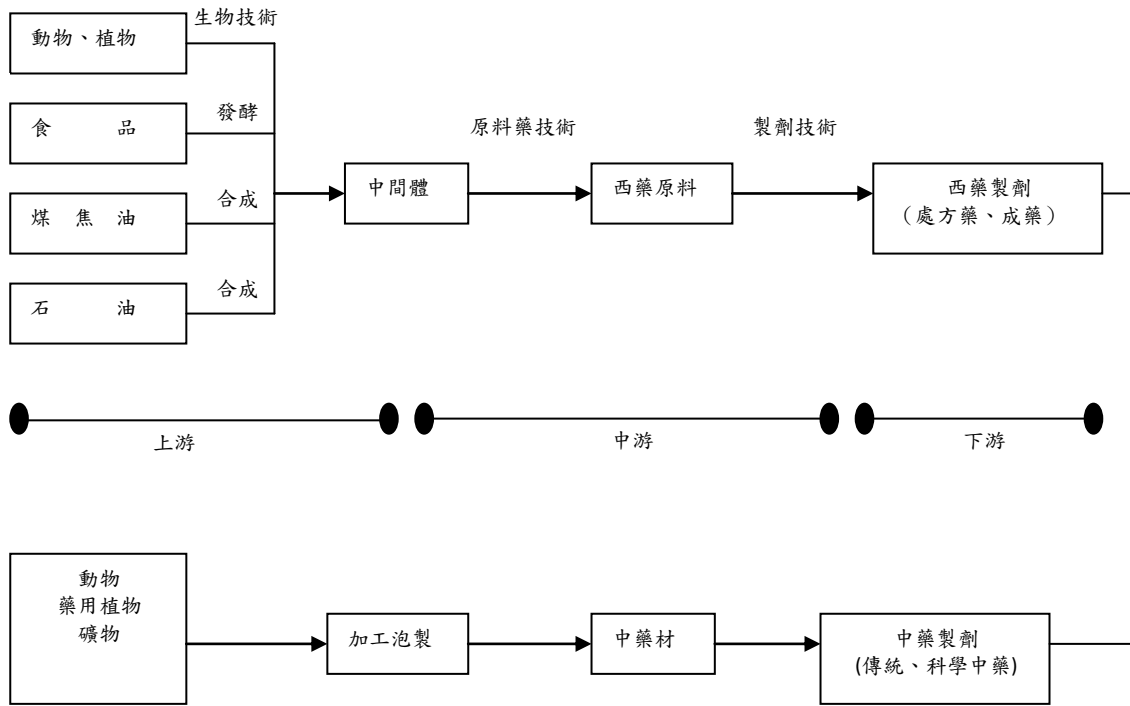 生物技術
動物、植物
發酵
食品
原料藥技術
製劑技術
合成
中間體
西藥原料
西藥製劑
(處方藥、成藥)
煤焦油
合成
石油
上游
中游
下游
動物
藥用植物
礦物
加工泡製
中藥材
中藥製劑
(傳統、科學中藥)